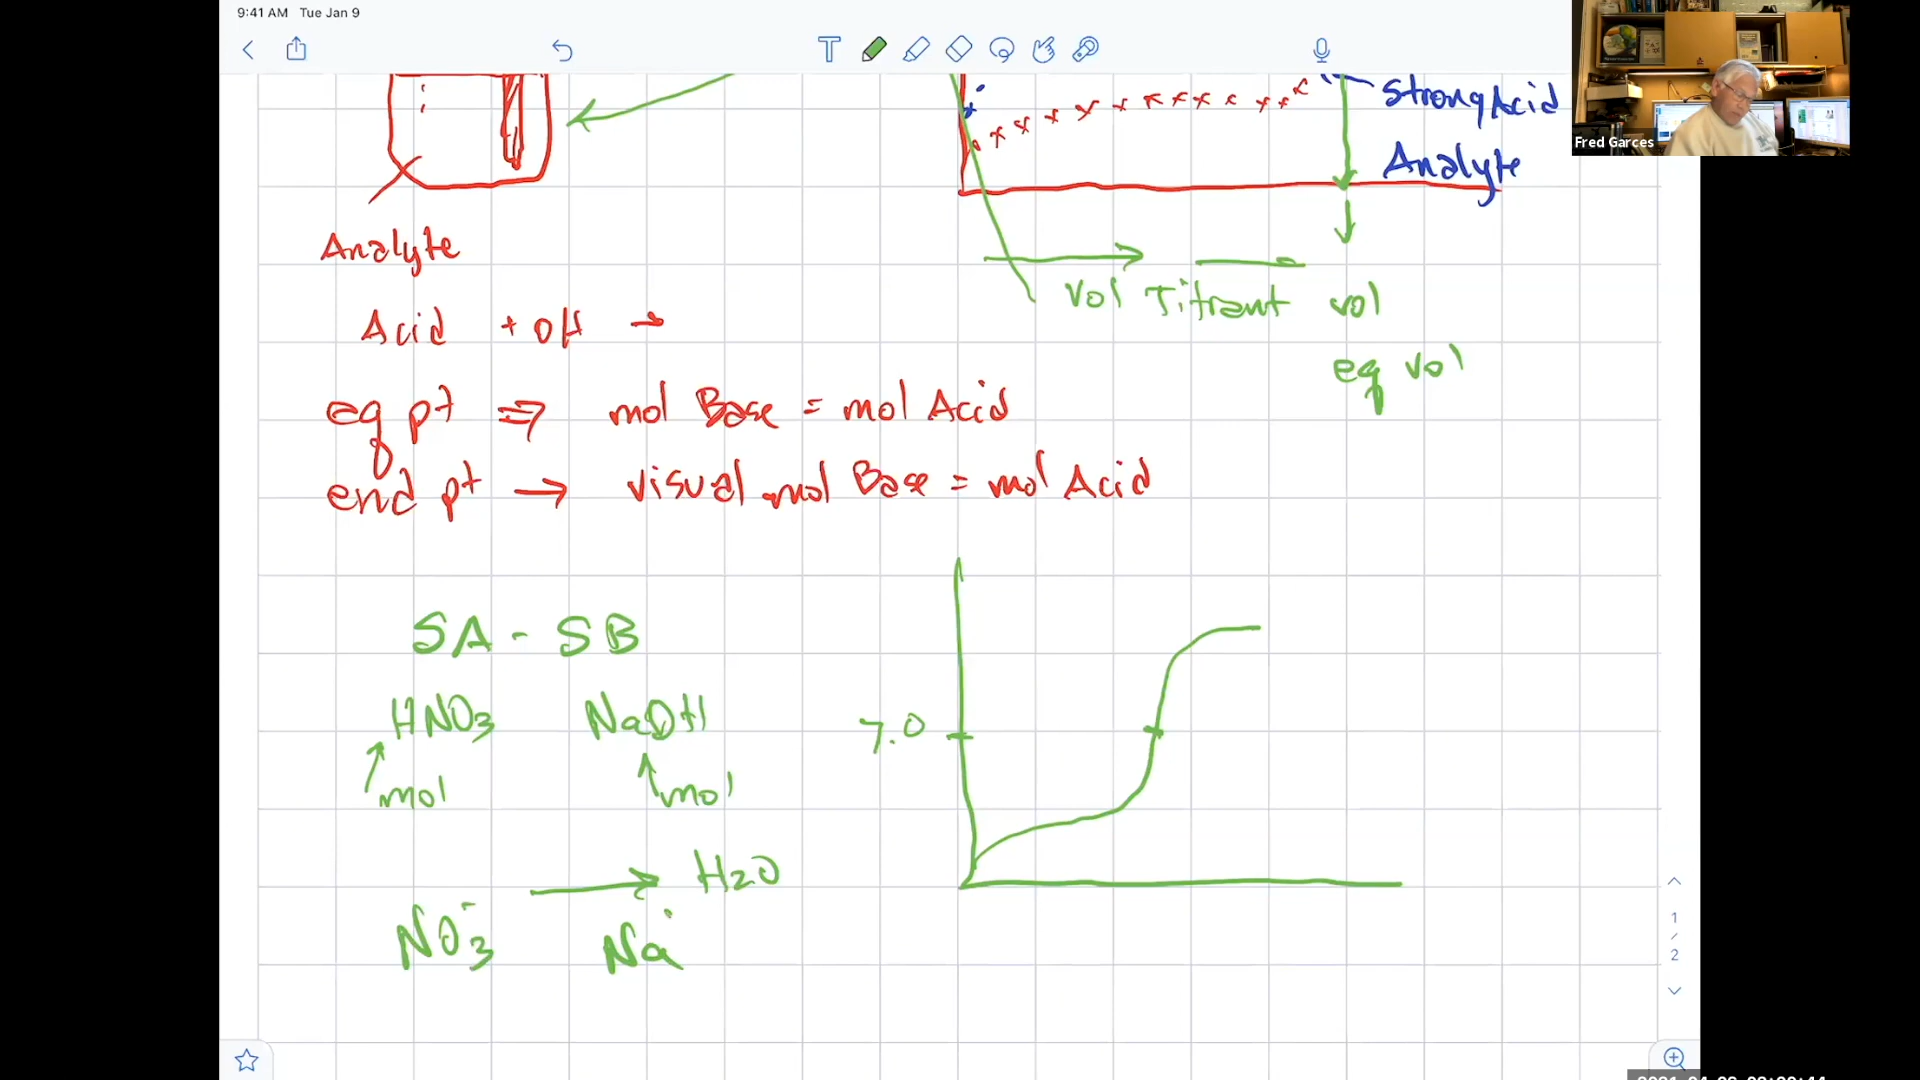 9:41 AM Tue Jan 9
Fred Garces
Strong Acid
Analyte
Analyte
Vol Titrant vol
eq vol
Acid + OH →
eq pt ⇒ mol Base = mol Acid
end pt → visual mol Base = mol Acid
SA - SB
HNO3 NaOH
7.0
mol mol
→ H2O
NO3⁻ Na⁺
1
/
2